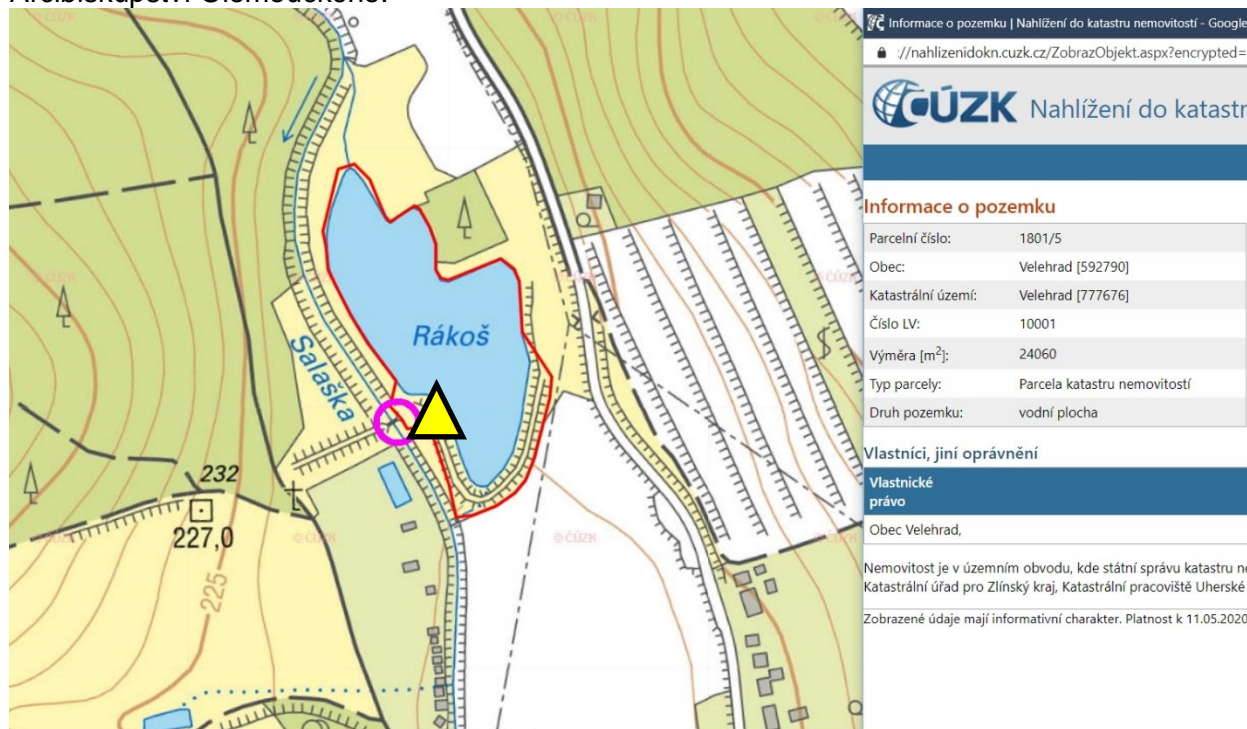 Arcibiskupství Olomouckého.
Informace o pozemku | Nahlížení do katastru nemovitostí - Google
://nahlizenidokn.cuzk.cz/ZobrazObjekt.aspx?encrypted=
ČÚZK Nahlížení do katastr
Informace o pozemku
Parcelní číslo: 1801/5
Obec: Velehrad [592790]
Katastrální území: Velehrad [777676]
Číslo LV: 10001
Výměra [m2]: 24060
Typ parcely: Parcela katastru nemovitostí
Druh pozemku: vodní plocha
Vlastníci, jiní oprávnění
Vlastnické
právo
Obec Velehrad,
Nemovitost je v územním obvodu, kde státní správu katastru ne
Katastrální úřad pro Zlínský kraj, Katastrální pracoviště Uherské
Zobrazené údaje mají informativní charakter. Platnost k 11.05.2020
Rákoš
Salaška
232
227,0
225
© ČÚZK
© ČÚZK